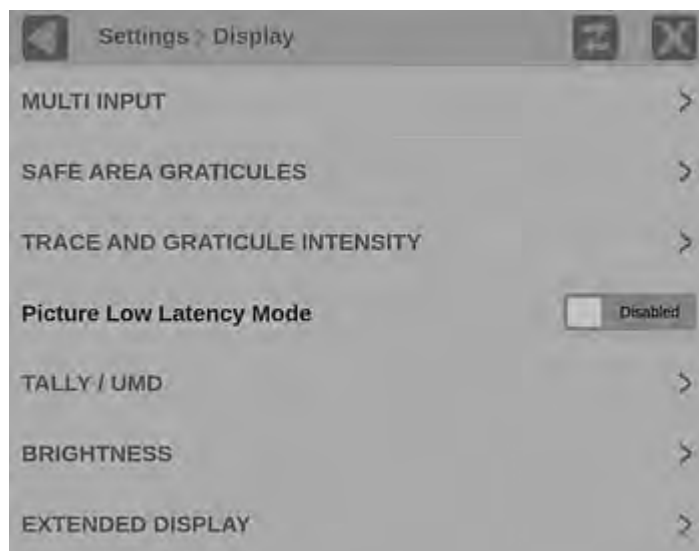 Settings > Display
MULTI INPUT
SAFE AREA GRATICULES
TRACE AND GRATICULE INTENSITY
Picture Low Latency Mode
Disabled
TALLY / UMD
BRIGHTNESS
EXTENDED DISPLAY